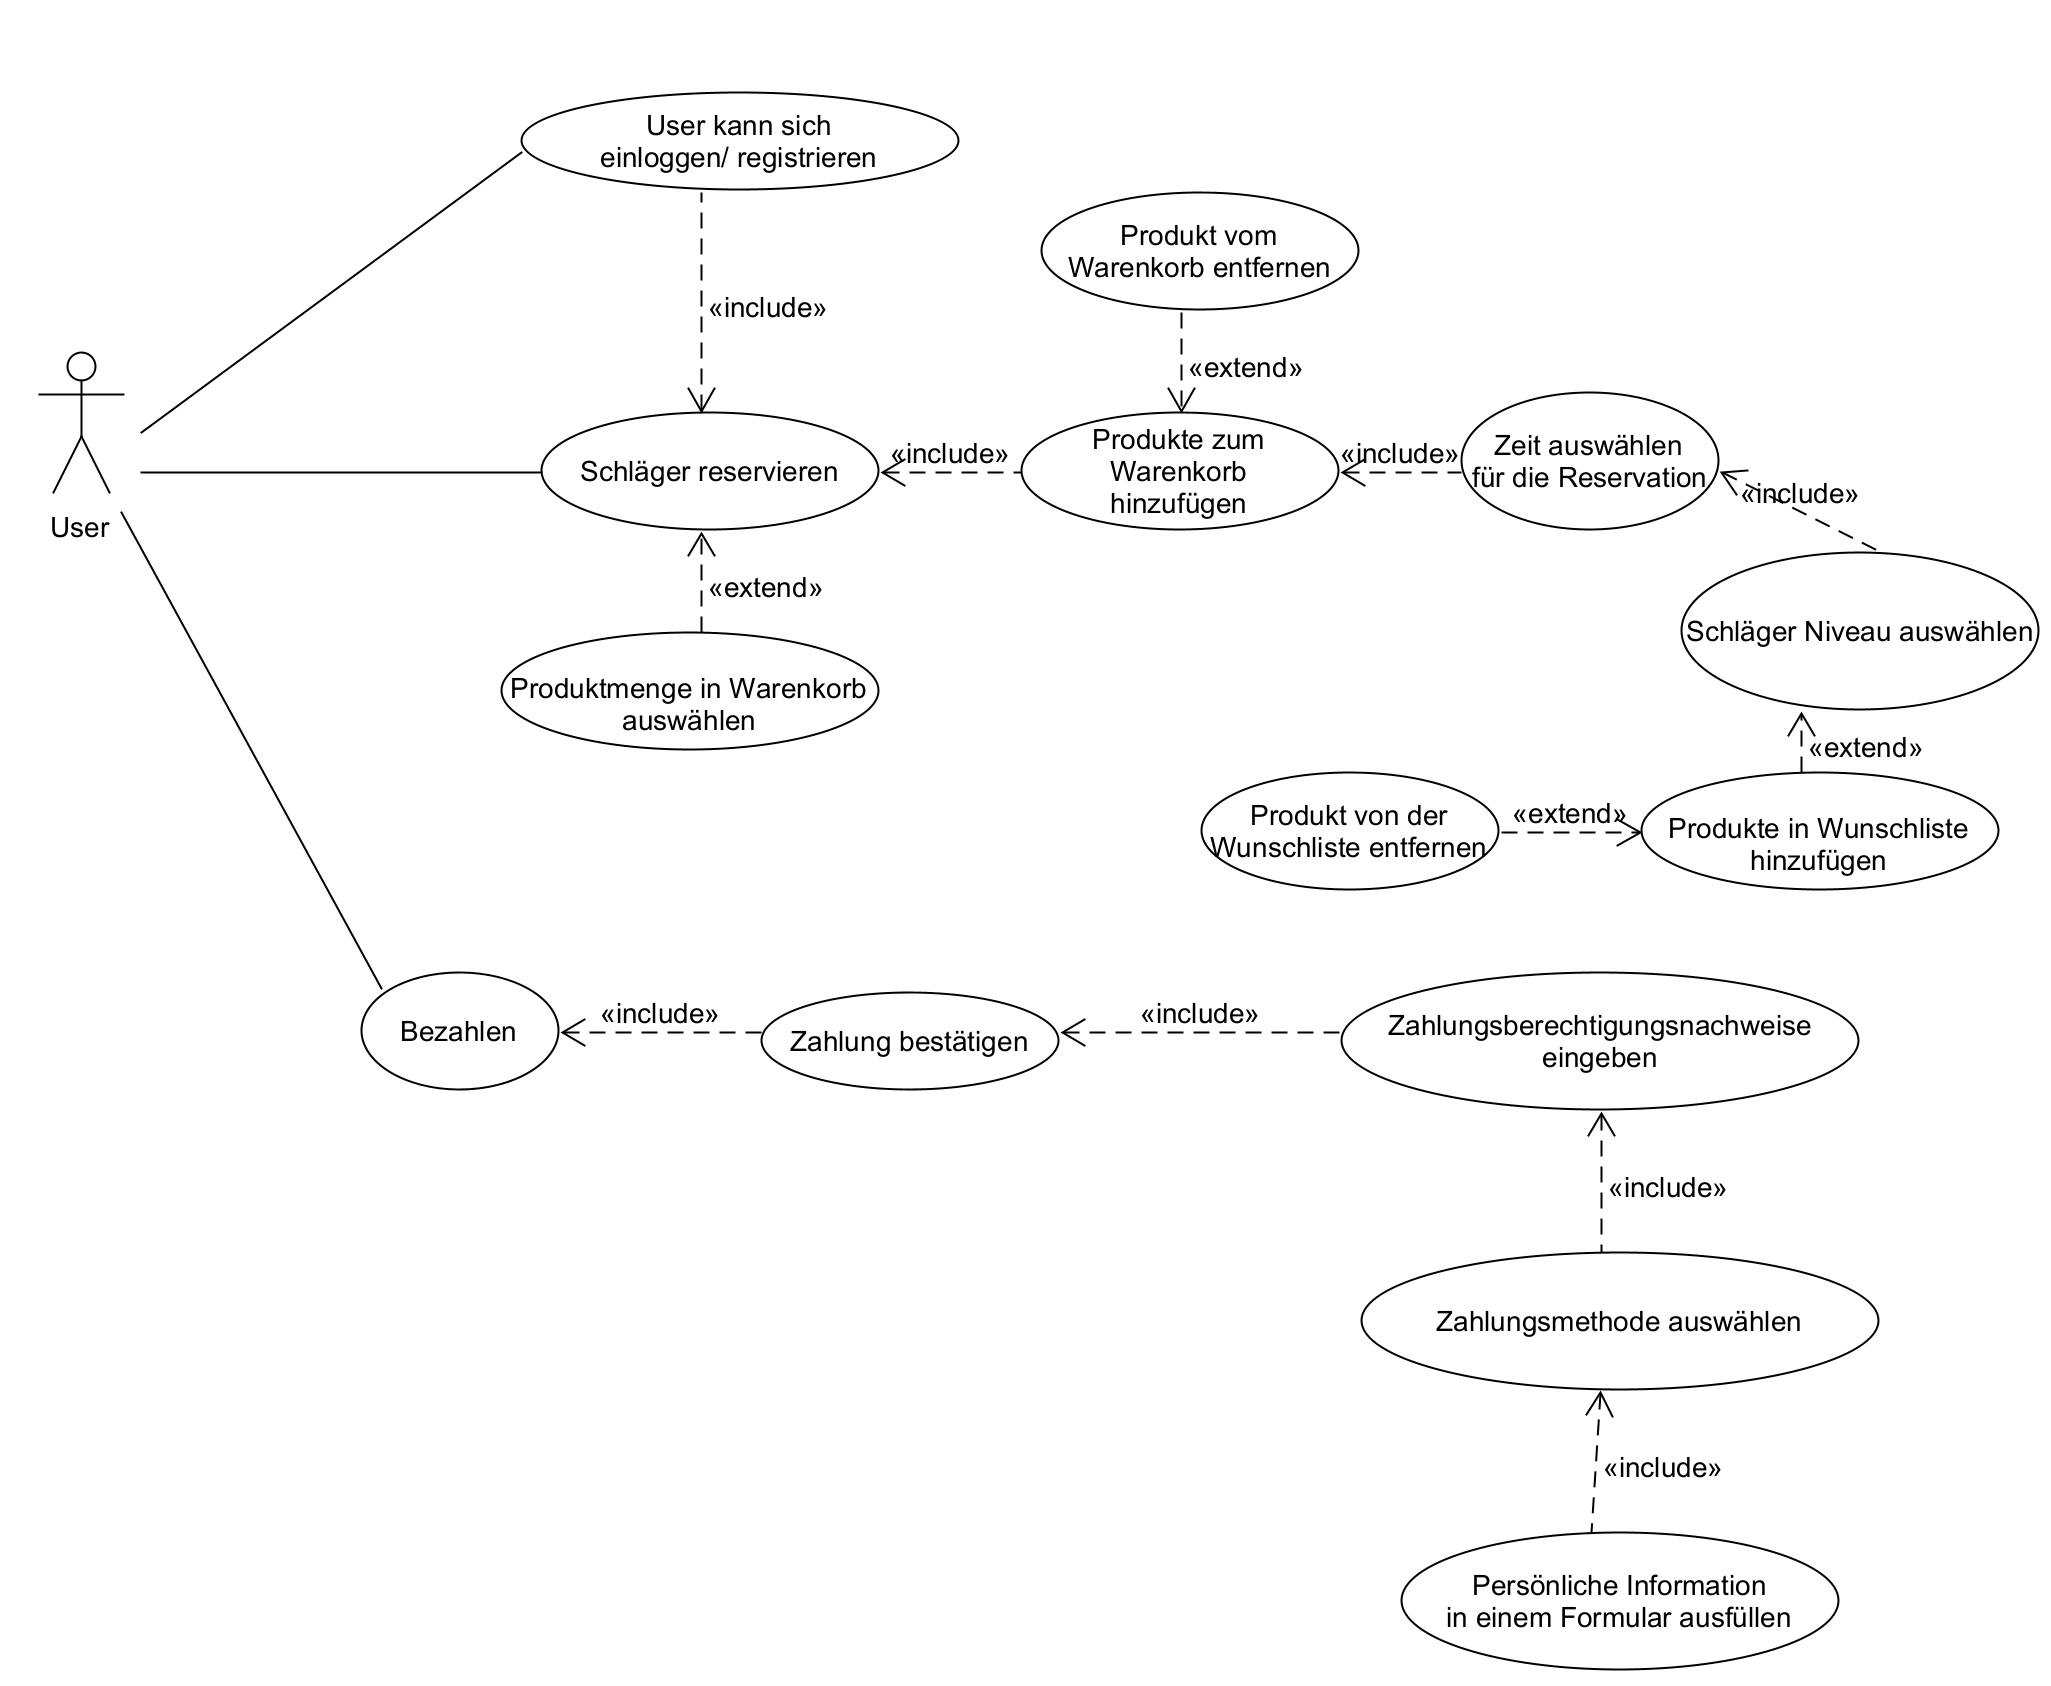 User kann sich
einloggen/ registrieren
Produkt vom
Warenkorb entfernen
«include»
«extend»
Schläger reservieren
«include»
Produkte zum
Warenkorb
hinzufügen
«include»
Zeit auswählen
für die Reservation
«include»
User
«extend»
Schläger Niveau auswählen
Produktmenge in Warenkorb
auswählen
«extend»
Produkt von der
Wunschliste entfernen
«extend»
Produkte in Wunschliste
hinzufügen
Bezahlen
«include»
Zahlung bestätigen
«include»
Zahlungsberechtigungsnachweise
eingeben
«include»
Zahlungsmethode auswählen
«include»
Persönliche Information
in einem Formular ausfüllen